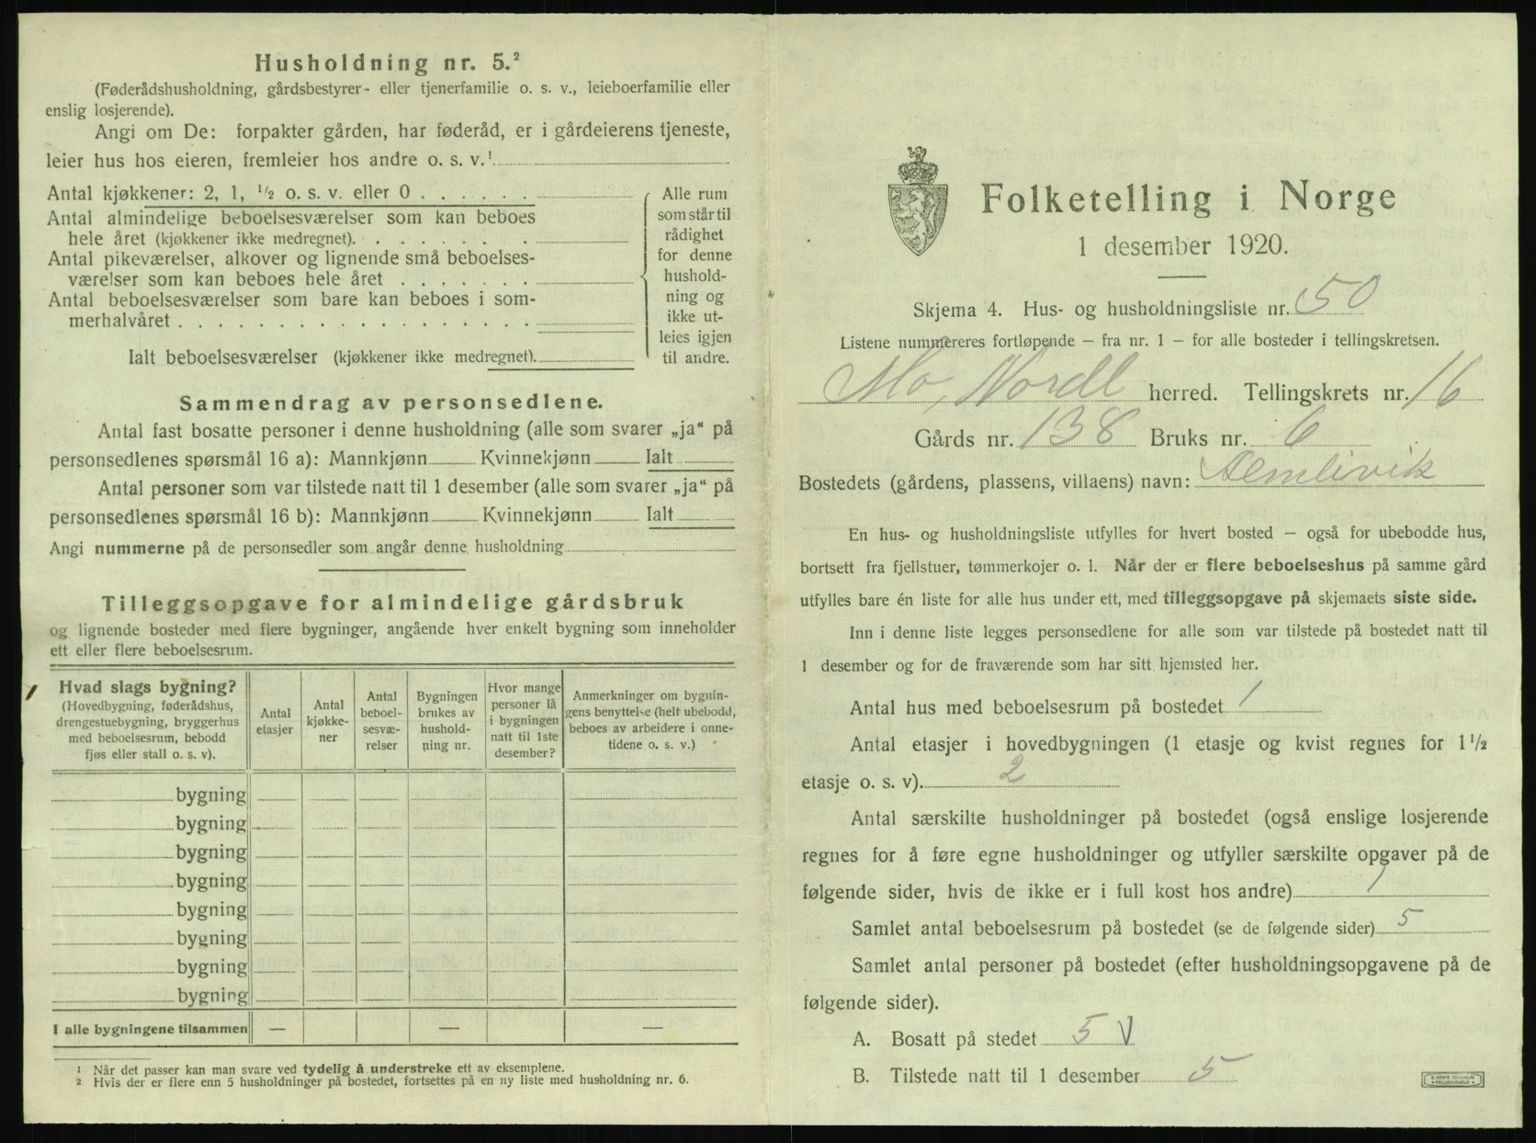 Husholdning nr. 5.²
(Føderådshusholdning, gårdsbestyrer- eller tjenerfamilie o. s. v., leieboerfamilie eller
enslig losjerende).
Angi om De: forpakter gården, har føderåd, er i gårdeierens tjeneste,
leier hus hos eieren, fremleier hos andre o. s. v.¹
Antal kjøkkener: 2, 1, ½ o. s. v. eller 0 . . . . . .
Antal almindelige beboelsesværelser som kan beboes
hele året (kjøkkener ikke medregnet). . . . . . . .
Antal pikeværelser, alkover og lignende små beboelses-
værelser som kan beboes hele året . . . . . . .
Antal beboelsesværelser som bare kan beboes i som-
merhalvåret . . . . . . . . . . . . . . . . . .
Ialt beboelsesværelser (kjøkkener ikke medregnet).
Alle rum
som står til
rådighet
for denne
hushold-
ning og
ikke ut-
leies igjen
til andre.
Sammendrag av personsedlene.
Antal fast bosatte personer i denne husholdning (alle som svarer „ja“ på
personsedlenes spørsmål 16 a): Mannkjønn Kvinnekjønn Ialt
Antal personer som var tilstede natt til 1 desember (alle som svarer „ja“ på
personsedlenes spørsmål 16 b): Mannkjønn Kvinnekjønn Ialt
Angi nummerne på de personsedler som angår denne husholdning
Tilleggsopgave for almindelige gårdsbruk
og lignende bosteder med flere bygninger, angående hver enkelt bygning som inneholder
ett eller flere beboelsesrum.
Hvad slags bygning?
(Hovedbygning, føderådshus,
drengestuebygning, bryggerhus
med beboelsesrum, bebodd
fjøs eller stall o. s. v).
Antal
etasjer
Antal
kjøkke-
ner
Antal
beboel-
sesvæ-
relser
Bygningen
brukes av
hushold-
ning nr.
Hvor mange
personer lå
i bygningen
natt til 1ste
desember?
Anmerkninger om bygnin-
gens benyttelse (helt ubebodd,
beboes av arbeidere i onne-
tidene o. s. v.)
bygning
bygning
bygning
bygning
bygning
bygning
bygning
bygning
I alle bygningene tilsammen — — —
¹ Når det passer kan man svare ved tydelig å understreke ett av eksemplene.
² Hvis der er flere enn 5 husholdninger på bostedet, fortsettes på en ny liste med husholdning nr. 6.
Folketelling i Norge
1 desember 1920.
Skjema 4. Hus- og husholdningsliste nr. 50
Listene nummereres fortløpende – fra nr. 1 – for alle bosteder i tellingskretsen.
Mo, Nordl herred. Tellingskrets nr. 16
Gårds nr. 138 Bruks nr. 6
Bostedets (gårdens, plassens, villaens) navn: Almlivik
En hus- og husholdningsliste utfylles for hvert bosted – også for ubebodde hus,
bortsett fra fjellstuer, tømmerkojer o. l. Når der er flere beboelseshus på samme gård
utfylles bare én liste for alle hus under ett, med tilleggsopgave på skjemaets siste side.
Inn i denne liste legges personsedlene for alle som var tilstede på bostedet natt til
1 desember og for de fraværende som har sitt hjemsted her.
Antal hus med beboelsesrum på bostedet 1
Antal etasjer i hovedbygningen (1 etasje og kvist regnes for 1½
etasje o. s. v). 2
Antal særskilte husholdninger på bostedet (også enslige losjerende
regnes for å føre egne husholdninger og utfyller særskilte opgaver på de
følgende sider, hvis de ikke er i full kost hos andre) 1
Samlet antal beboelsesrum på bostedet (se de følgende sider) 5
Samlet antal personer på bostedet (efter husholdningsopgavene på de
følgende sider).
A. Bosatt på stedet 5 V
B. Tilstede natt til 1 desember 5